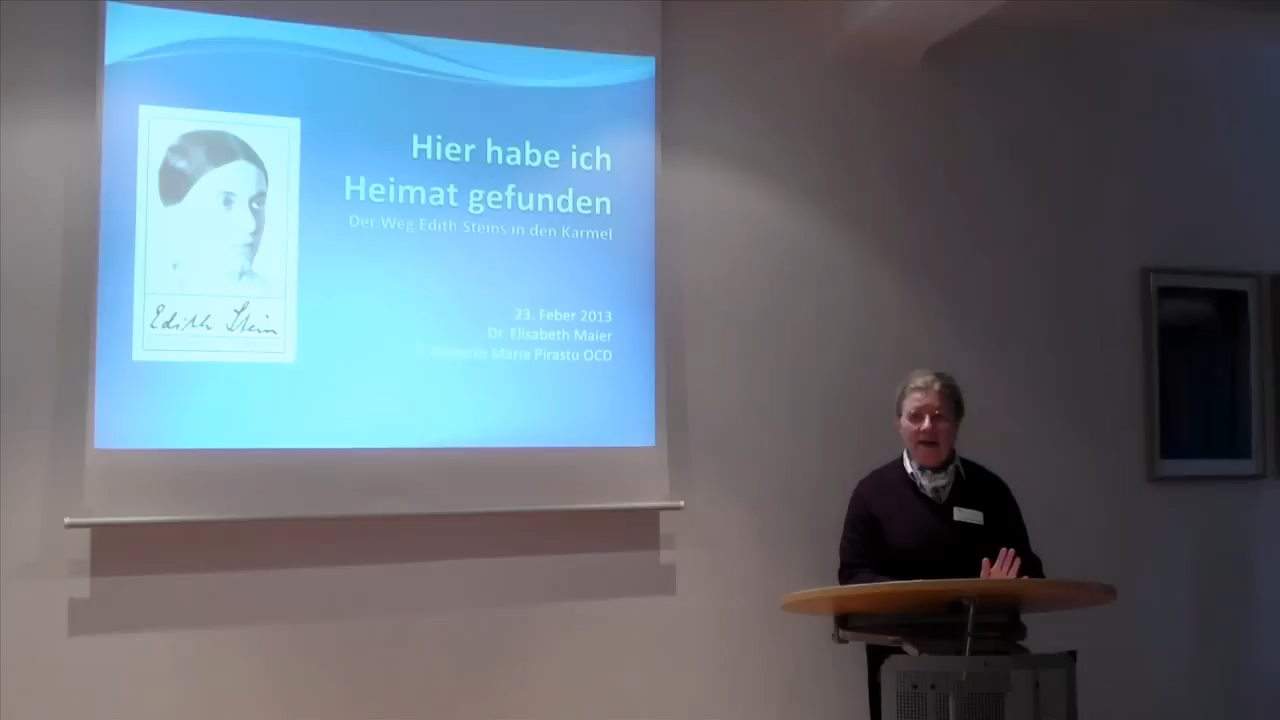 Hier habe ich
Heimat gefunden
Der Weg Edith Steins in den Karmel
Edith Stein
23. Feber 2013
Dr. Elisabeth Maier
Maria Pirastu OCD